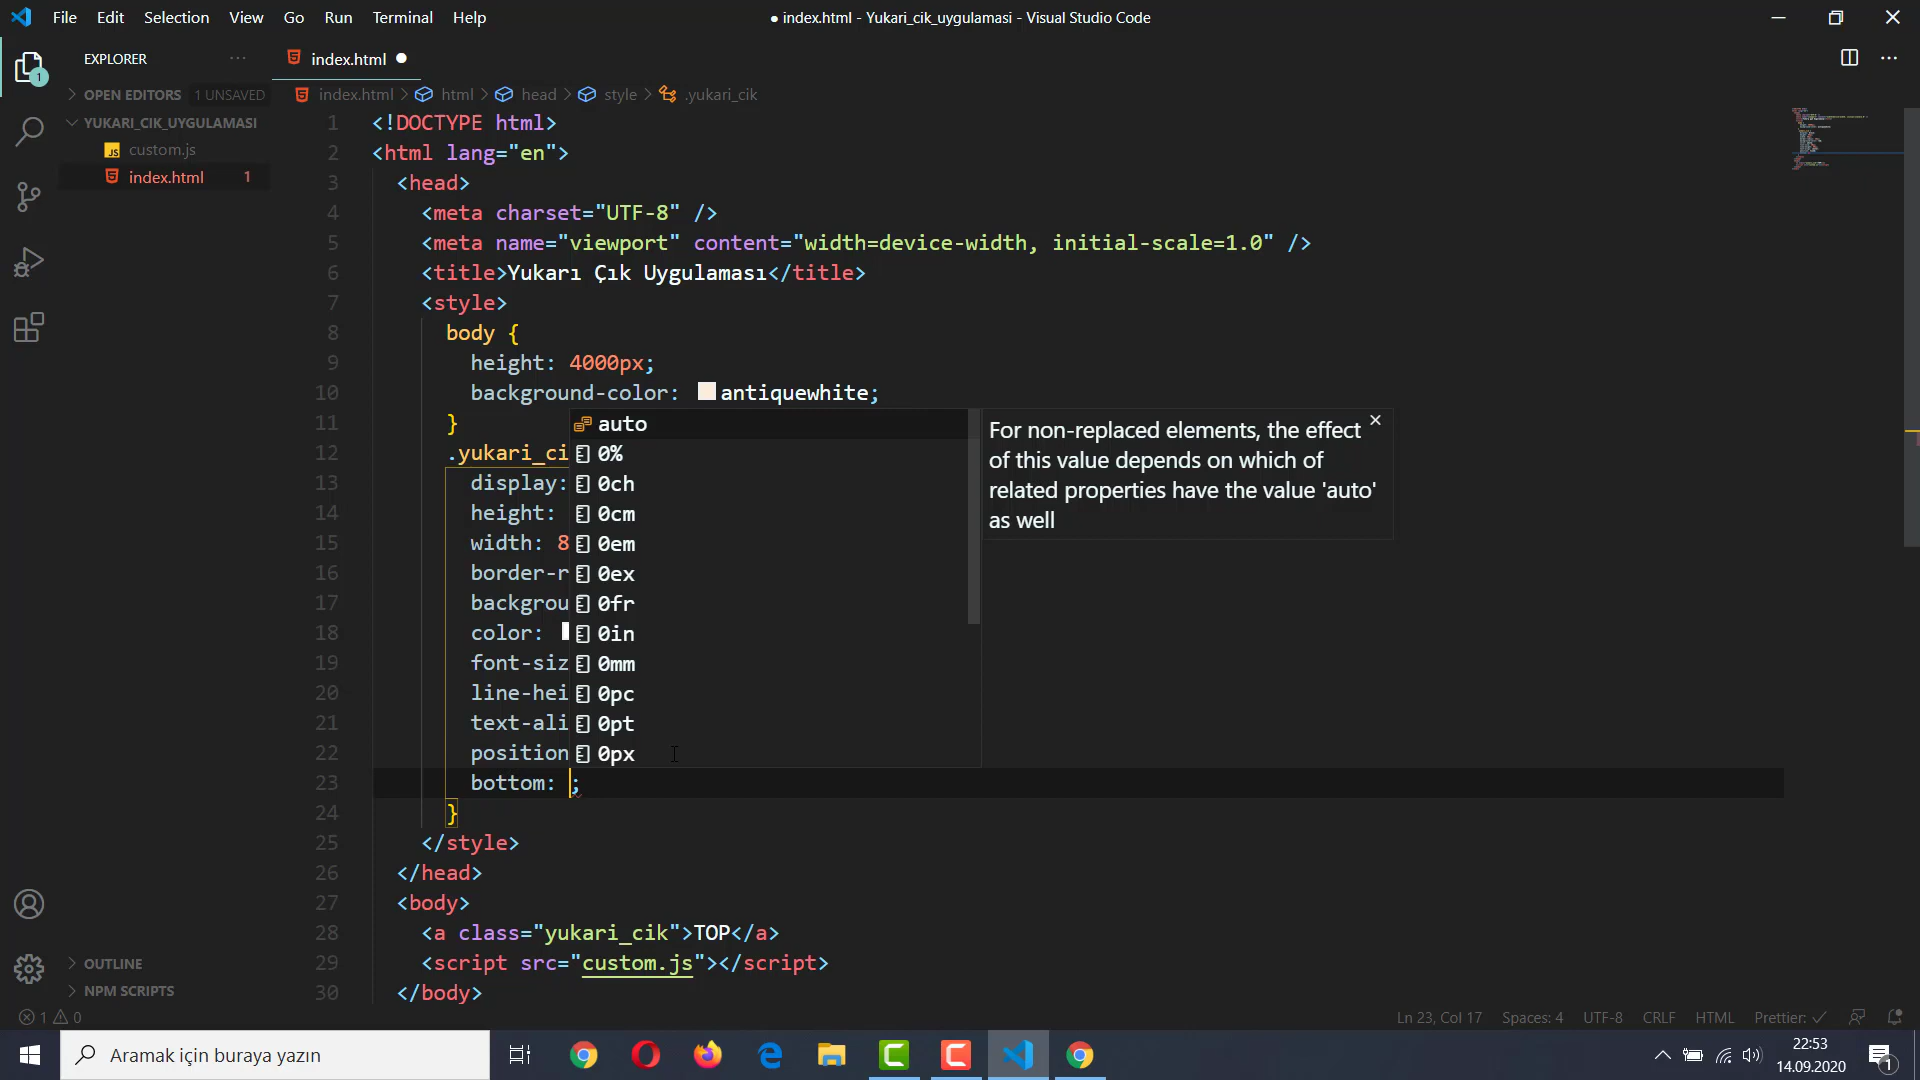 File Edit Selection View Go Run Terminal Help
● index.html - Yukari_cik_uygulamasi - Visual Studio Code
EXPLORER ···
index.html ●
1
OPEN EDITORS 1 UNSAVED
index.html > html > head > style > .yukari_cik
YUKARI_CIK_UYGULAMASI
JS custom.js
index.html 1
1 <!DOCTYPE html>
2 <html lang="en">
3 <head>
4 <meta charset="UTF-8" />
5 <meta name="viewport" content="width=device-width, initial-scale=1.0" />
6 <title>Yukarı Çık Uygulaması</title>
7 <style>
8 body {
9 height: 4000px;
10 background-color: antiquewhite;
11 }
12 .yukari_ci
13 display:
14 height:
15 width: 8
16 border-r
17 backgrou
18 color:
19 font-siz
20 line-hei
21 text-ali
22 position
23 bottom: ;
24 }
25 </style>
26 </head>
27 <body>
28 <a class="yukari_cik">TOP</a>
29 <script src="custom.js"></script>
30 </body>
auto
0%
0ch
0cm
0em
0ex
0fr
0in
0mm
0pc
0pt
0px
For non-replaced elements, the effect
of this value depends on which of
related properties have the value 'auto'
as well
OUTLINE
NPM SCRIPTS
1 0
Ln 23, Col 17 Spaces: 4 UTF-8 CRLF HTML Prettier: ✓
Aramak için buraya yazın
22:53
14.09.2020
1